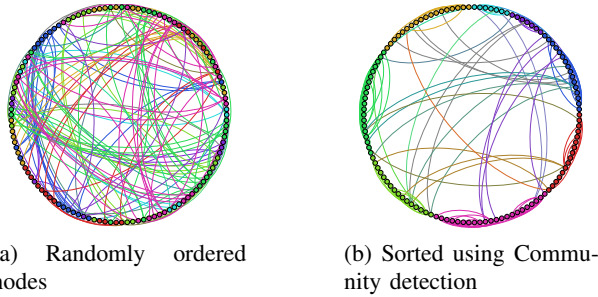 a) Randomly ordered
nodes
(b) Sorted using Commu-
nity detection